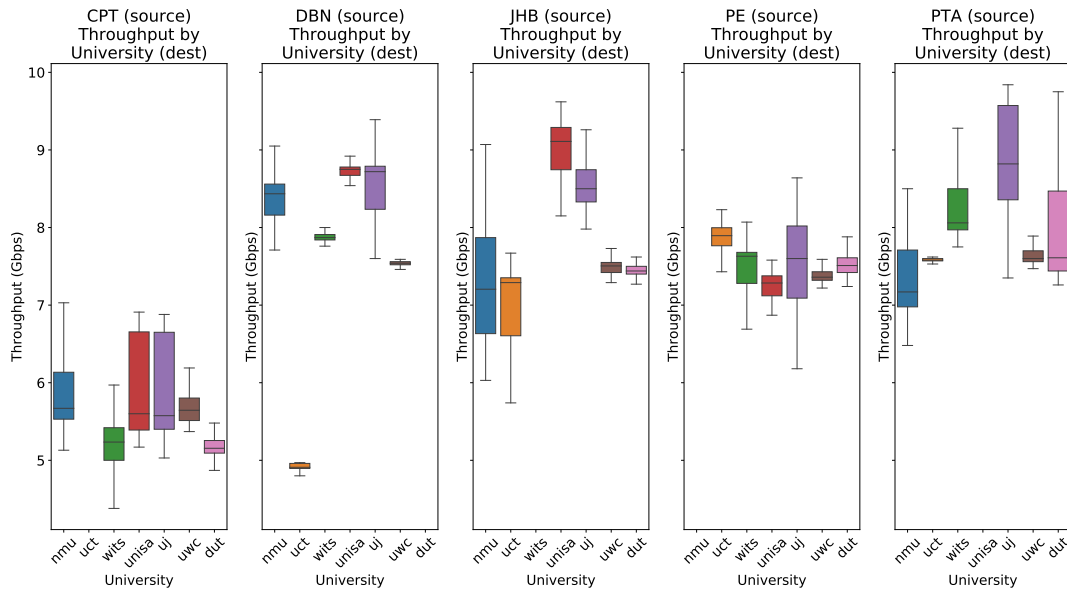 CPT (source)
Throughput by
University (dest)
DBN (source)
Throughput by
University (dest)
JHB (source)
Throughput by
University (dest)
PE (source)
Throughput by
University (dest)
PTA (source)
Throughput by
University (dest)
10
9
8
7
6
5
Throughput (Gbps)
Throughput (Gbps)
Throughput (Gbps)
Throughput (Gbps)
Throughput (Gbps)
nmu uct wits unisa uj uwc dut
nmu uct wits unisa uj uwc dut
nmu uct wits unisa uj uwc dut
nmu uct wits unisa uj uwc dut
nmu uct wits unisa uj uwc dut
University
University
University
University
University